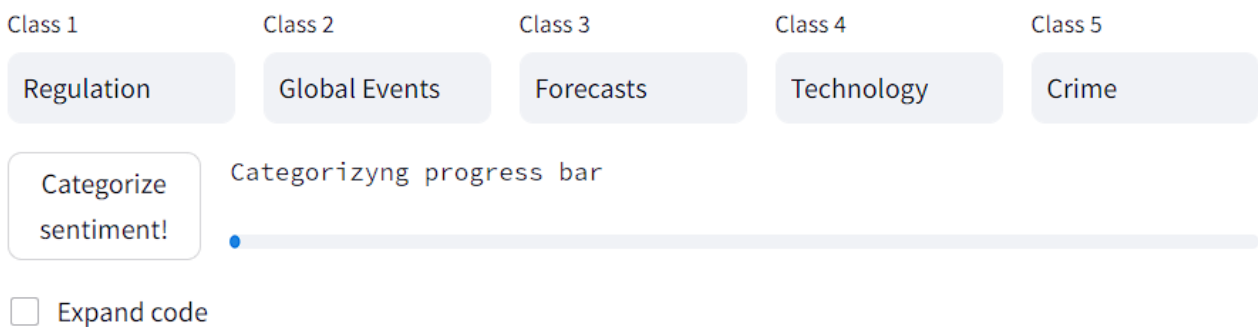 Class 1 Class 2 Class 3 Class 4 Class 5
Regulation Global Events Forecasts Technology Crime
Categorize
sentiment!
Categorizyng progress bar
Expand code